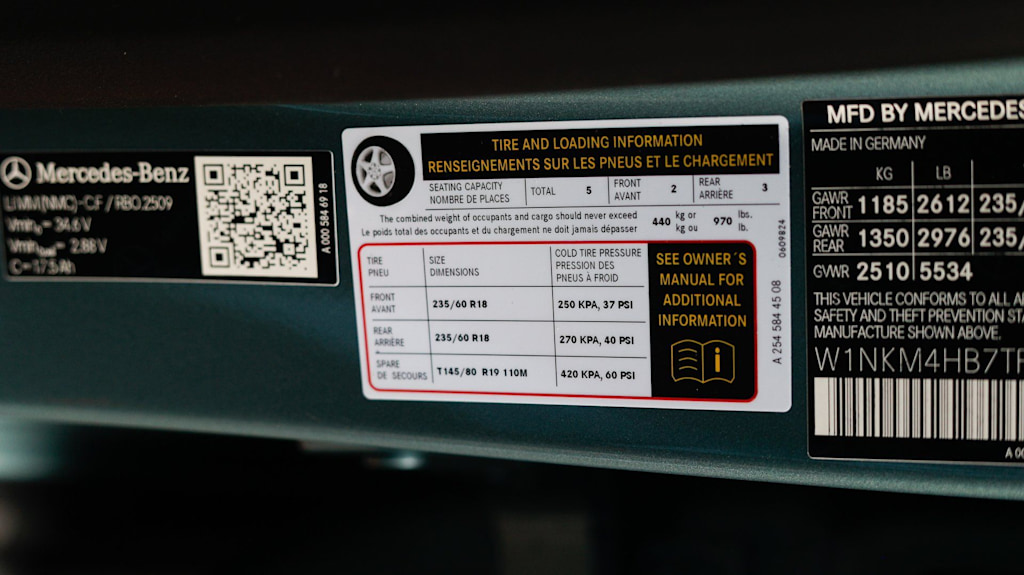 Mercedes-Benz
LI-IMM(NMC)-CF / RBO.2509
= 34.6 V
= 2.88 V
C = 17.5 Ah
A 000 584 69 18
TIRE AND LOADING INFORMATION
RENSEIGNEMENTS SUR LES PNEUS ET LE CHARGEMENT
SEATING CAPACITY
NOMBRE DE PLACES
TOTAL 5
FRONT
AVANT
2
REAR
ARRIÈRE
3
The combined weight of occupants and cargo should never exceed
Le poids total des occupants et du chargement ne doit jamais dépasser
440 kg or
kg ou
970 lbs.
lb.
TIRE
PNEU
SIZE
DIMENSIONS
COLD TIRE PRESSURE
PRESSION DES
PNEUS A FROID
FRONT
AVANT
235/60 R18
250 KPA, 37 PSI
REAR
ARRIÈRE
235/60 R18
270 KPA, 40 PSI
SPARE
DE SECOURS
T145/80 R19 110M
420 KPA, 60 PSI
SEE OWNER´S
MANUAL FOR
ADDITIONAL
INFORMATION
0609824
A 254 584 45 08
MFD BY MERCEDES
MADE IN GERMANY
KG LB
GAWR
FRONT
1185 2612 235/
GAWR
REAR
1350 2976 235/
GVWR 2510 5534
THIS VEHICLE CONFORMS TO ALL
SAFETY AND THEFT PREVENTION
MANUFACTURE SHOWN ABOVE.
W1NKM4HB7T
A 00